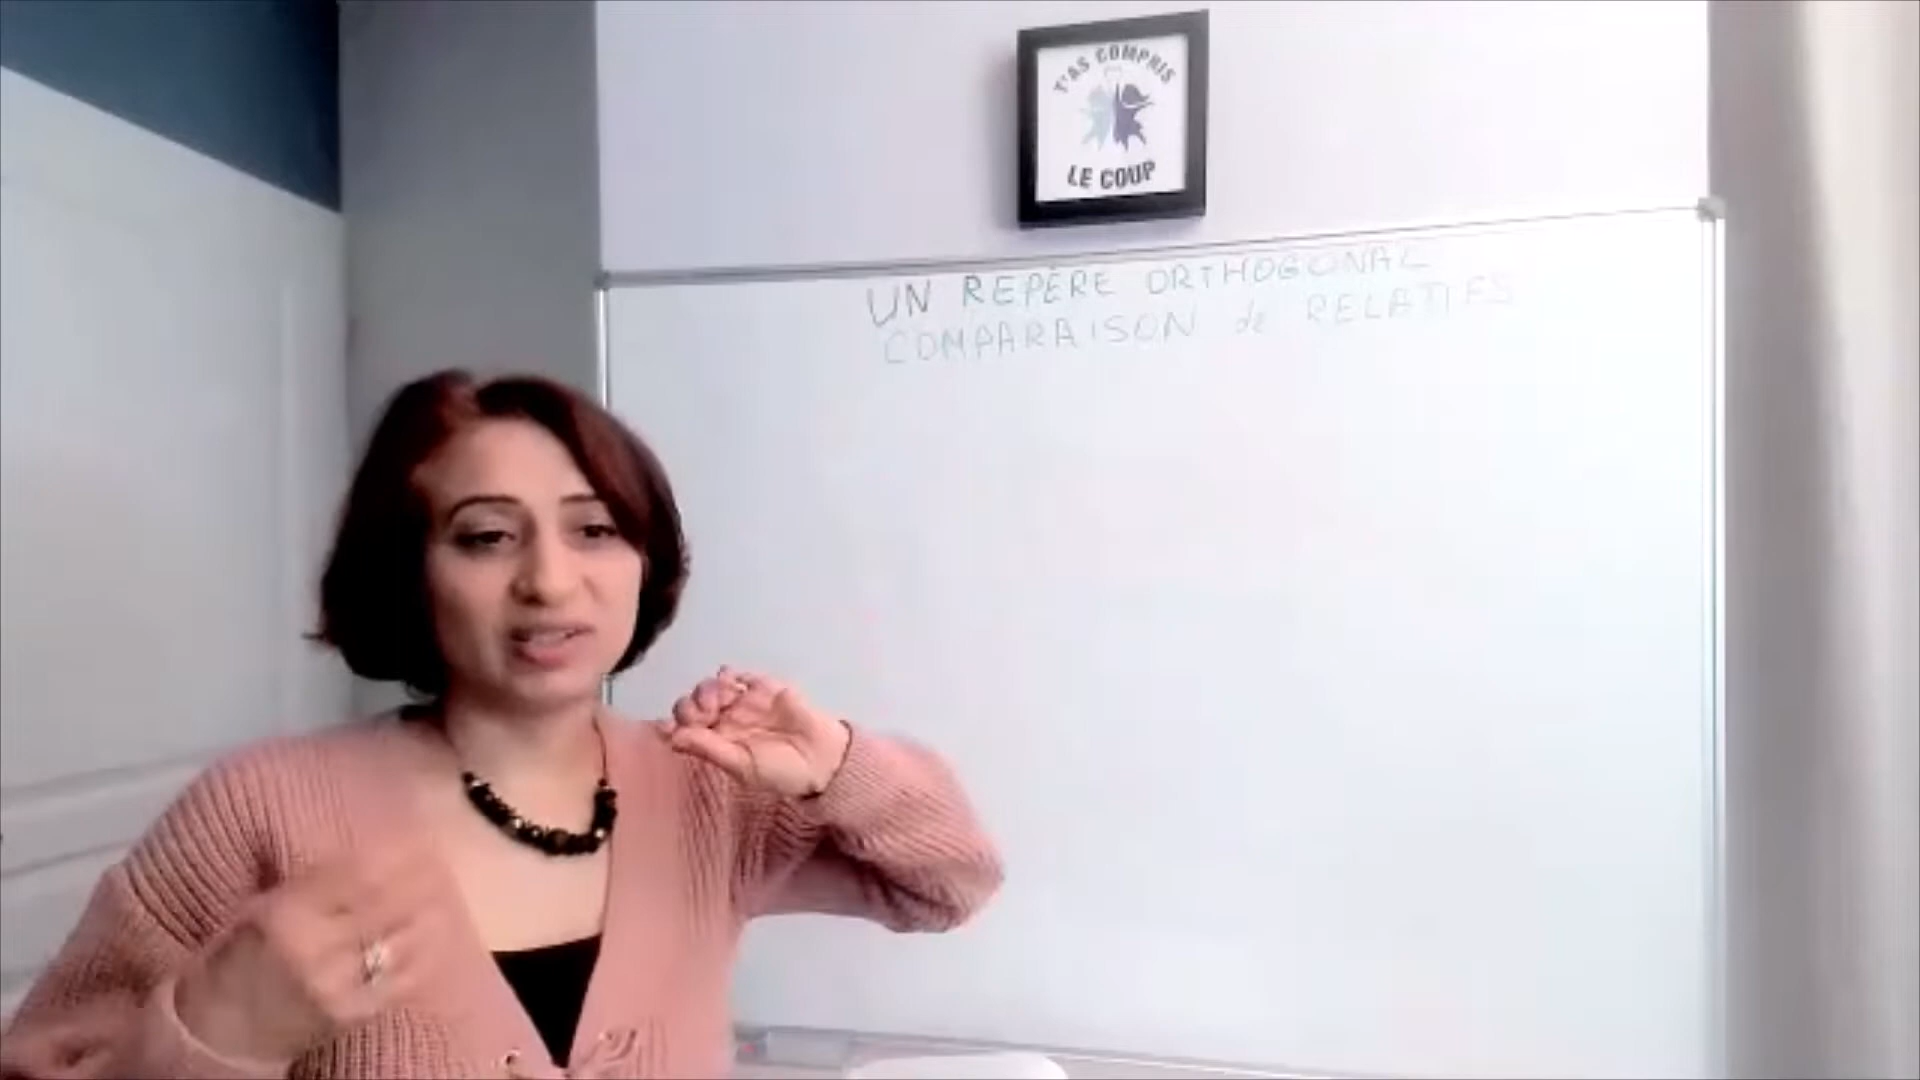 T'AS COMPRIS
LE COUP
UN REPÈRE ORTHOGONAL
COMPARAISON de RELATIFS